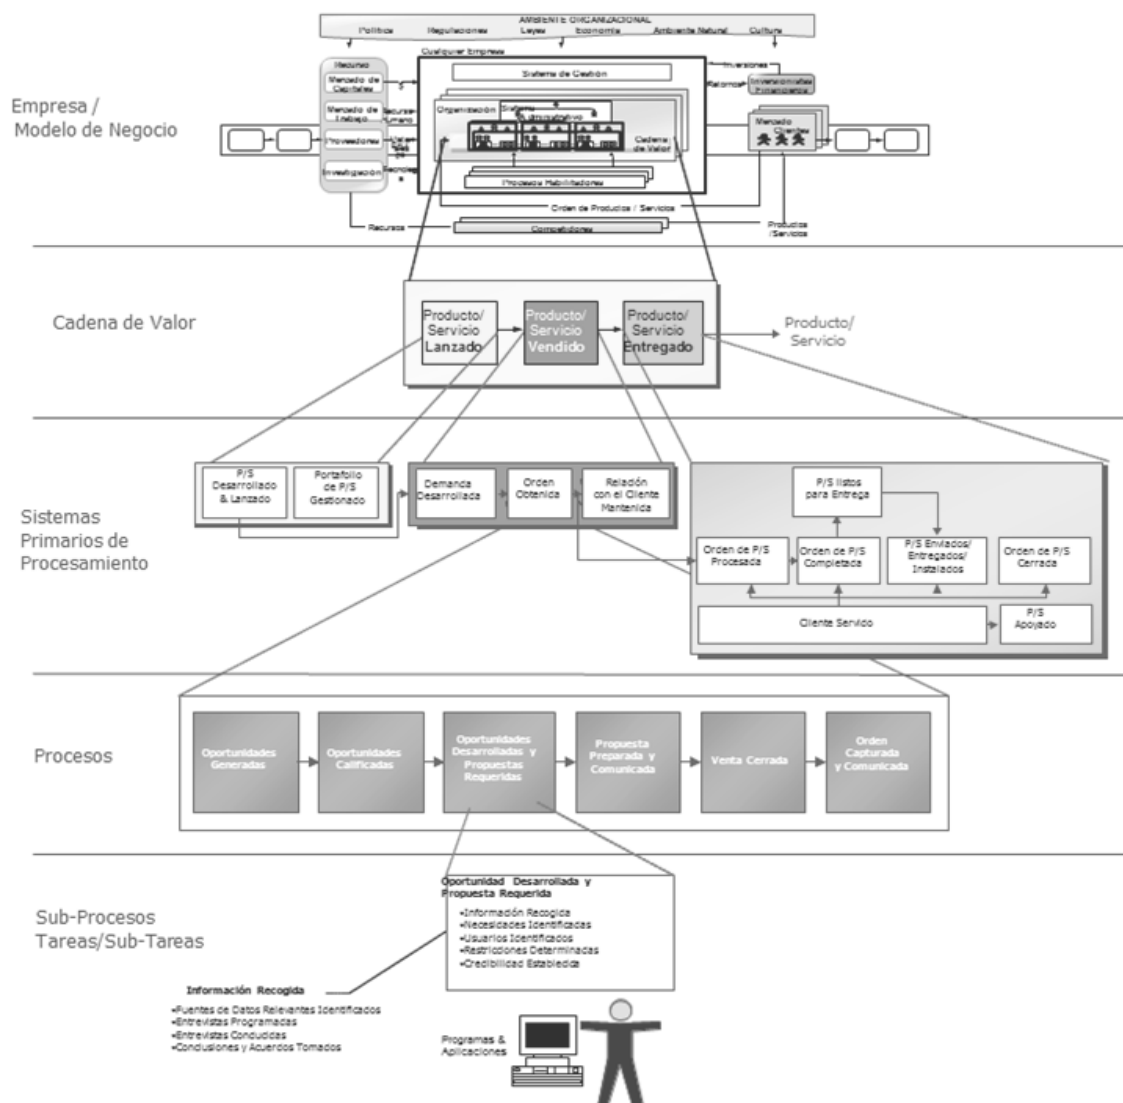 AMBIENTE ORGANIZACIONAL
Política Regulaciones Leyes Economía Ambiente Natural Cultura
Cualquier Empresa
Empresa /
Modelo de Negocio
Recurso
Mercado de
Capitales
$
Mercado de
Trabajo
Proveedores
Investigación
Sistema de Gestión
Organización
Sistema
Administrativo
Cadena
de Valor
Procesos Habilitadores
Inversiones
Retornos
Inversionistas
Financieros
Mercado
Clientes
Orden de Productos / Servicios
Recursos
Competidores
Productos
/Servicios
Cadena de Valor
Producto/
Servicio
Lanzado
Producto/
Servicio
Vendido
Producto/
Servicio
Entregado
Producto/
Servicio
Sistemas
Primarios de
Procesamiento
P/S
Desarrollado
& Lanzado
Portafolio
de P/S
Gestionado
Demanda
Desarrollada
Orden
Obtenida
Relación
con el Cliente
Mantenida
P/S listos
para Entrega
Orden de P/S
Procesada
Orden de P/S
Completada
P/S Enviados/
Entregados/
Instalados
Orden de P/S
Cerrada
Cliente Servido
P/S
Apoyado
Procesos
Oportunidades
Generadas
Oportunidades
Calificadas
Oportunidades
Desarrolladas y
Propuestas
Requeridas
Propuesta
Preparada y
Comunicada
Venta Cerrada
Orden
Capturada
y Comunicada
Sub-Procesos
Tareas/Sub-Tareas
Oportunidad Desarrollada y
Propuesta Requerida
•Información Recogida
•Necesidades Identificadas
•Usuarios Identificados
•Restricciones Determinadas
•Credibilidad Establecida
Información Recogida
•Fuentes de Datos Relevantes Identificados
•Entrevistas Programadas
•Entrevistas Conducidas
•Conclusiones y Acuerdos Tomados
Programas &
Aplicaciones